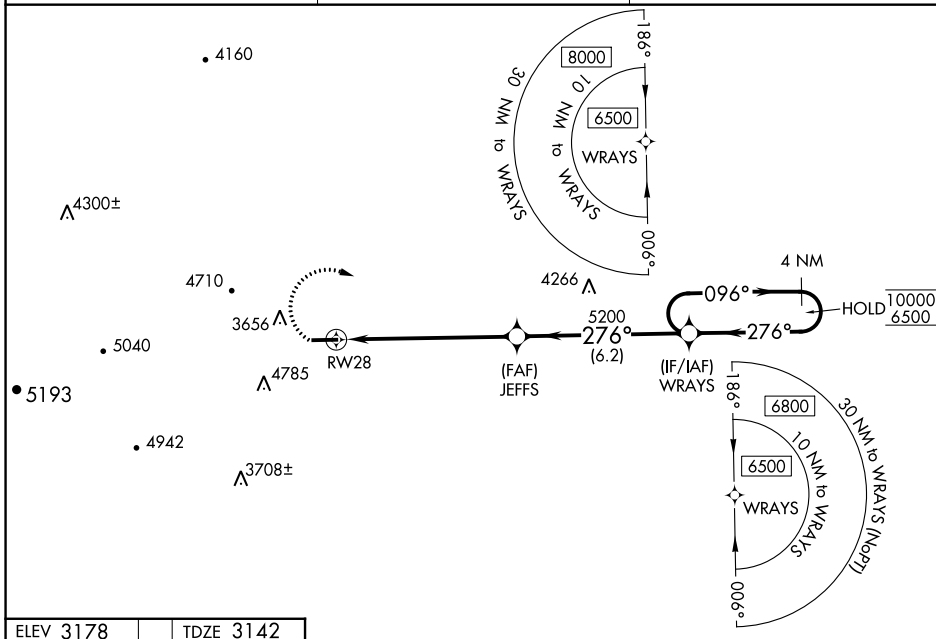 4160
186°
8000
30 NM to WRAYS
10 NM to WRAYS
6500
WRAYS
4300±
006°
4 NM
4710
4266
096°
HOLD 10000
6500
3656
5200
276°
276°
(6.2)
5040
RW28
(FAF)
JEFFS
(IF/IAF)
WRAYS
4785
5193
186°
6800
30 NM to WRAYS (NoPT)
10 NM to WRAYS
4942
6500
3708±
WRAYS
006°
ELEV 3178 TDZE 3142